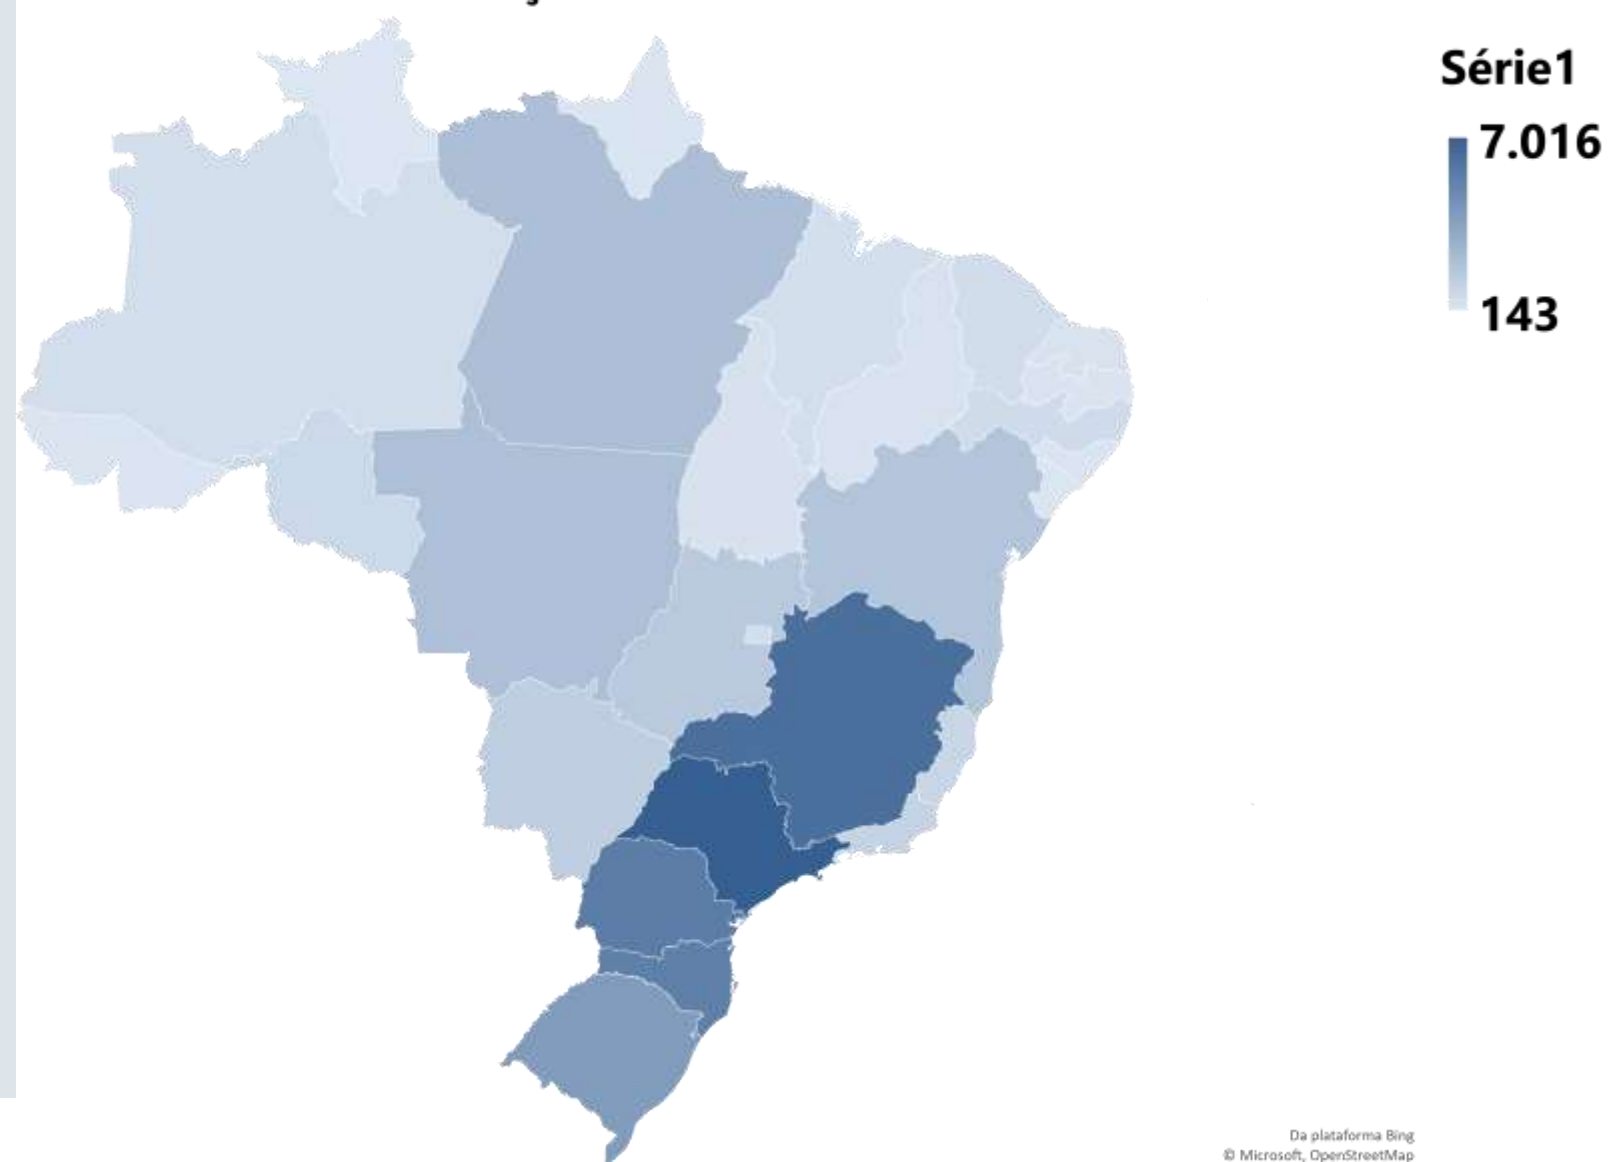 Série1
7.016
143
Da plataforma Bing
© Microsoft, OpenStreetMap